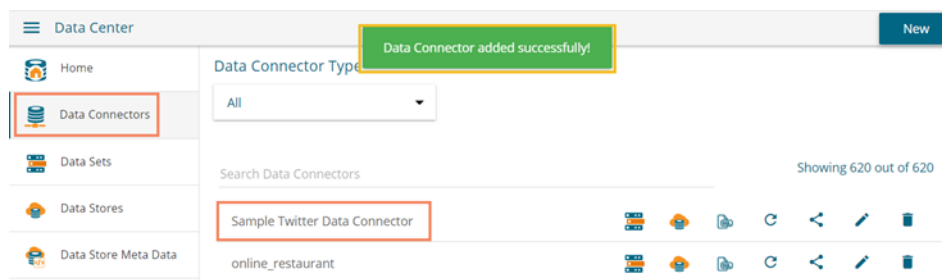 Data Center
Data Connector added successfully!
New
Home
Data Connector Type
Data Connectors
All
Data Sets
Search Data Connectors
Showing 620 out of 620
Data Stores
Sample Twitter Data Connector
Data Store Meta Data
online_restaurant